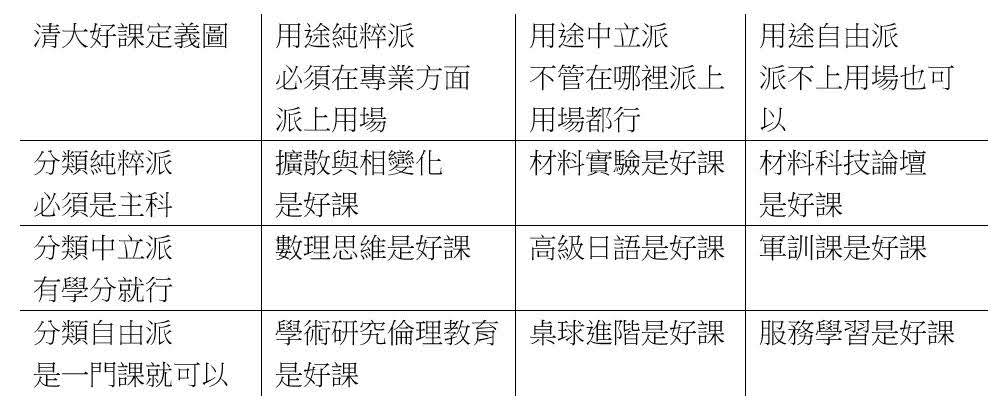 清大好課定義圖
用途純粹派
必須在專業方面
派上用場
用途中立派
不管在哪裡派上
用場都行
用途自由派
派不上用場也可
以
分類純粹派
必須是主科
擴散與相變化
是好課
材料實驗是好課
材料科技論壇
是好課
分類中立派
有學分就行
數理思維是好課
高級日語是好課
軍訓課是好課
分類自由派
是一門課就可以
學術研究倫理教育
是好課
桌球進階是好課
服務學習是好課